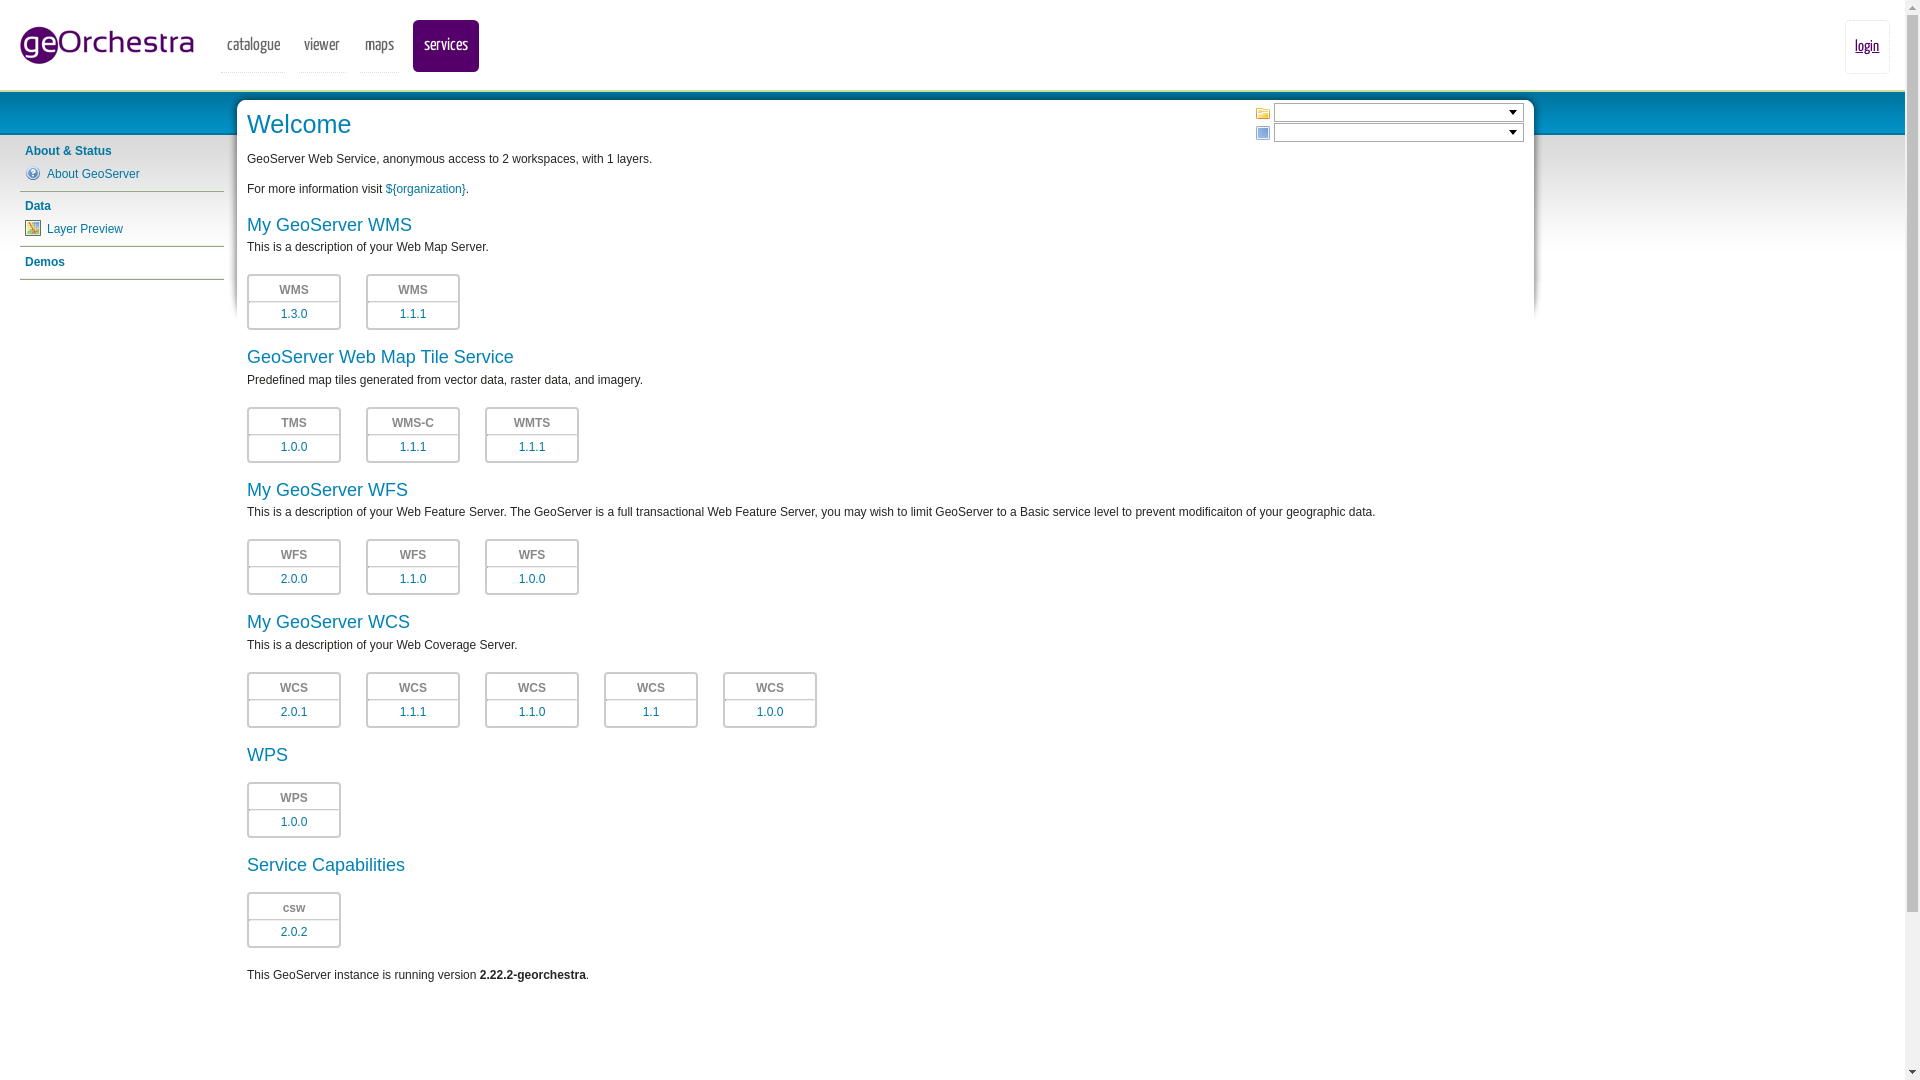 geOrchestra
catalogue viewer maps services
login
About & Status
About GeoServer
Data
Layer Preview
Demos
Welcome
GeoServer Web Service, anonymous access to 2 workspaces, with 1 layers.
For more information visit ${organization}.
My GeoServer WMS
This is a description of your Web Map Server.
WMS WMS
1.3.0 1.1.1
GeoServer Web Map Tile Service
Predefined map tiles generated from vector data, raster data, and imagery.
TMS WMS-C WMTS
1.0.0 1.1.1 1.1.1
My GeoServer WFS
This is a description of your Web Feature Server. The GeoServer is a full transactional Web Feature Server, you may wish to limit GeoServer to a Basic service level to prevent modificaiton of your geographic data.
WFS WFS WFS
2.0.0 1.1.0 1.0.0
My GeoServer WCS
This is a description of your Web Coverage Server.
WCS WCS WCS WCS WCS
2.0.1 1.1.1 1.1.0 1.1 1.0.0
WPS
WPS
1.0.0
Service Capabilities
csw
2.0.2
This GeoServer instance is running version 2.22.2-georchestra.